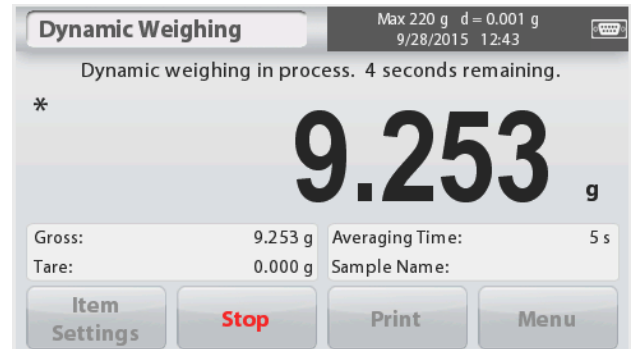 Dynamic Weighing
Max 220 g d = 0.001 g
9/28/2015 12:43
Dynamic weighing in process. 4 seconds remaining.
*
9.253 g
Gross: 9.253 g
Tare: 0.000 g
Averaging Time: 5 s
Sample Name:
Item
Settings
Stop
Print
Menu